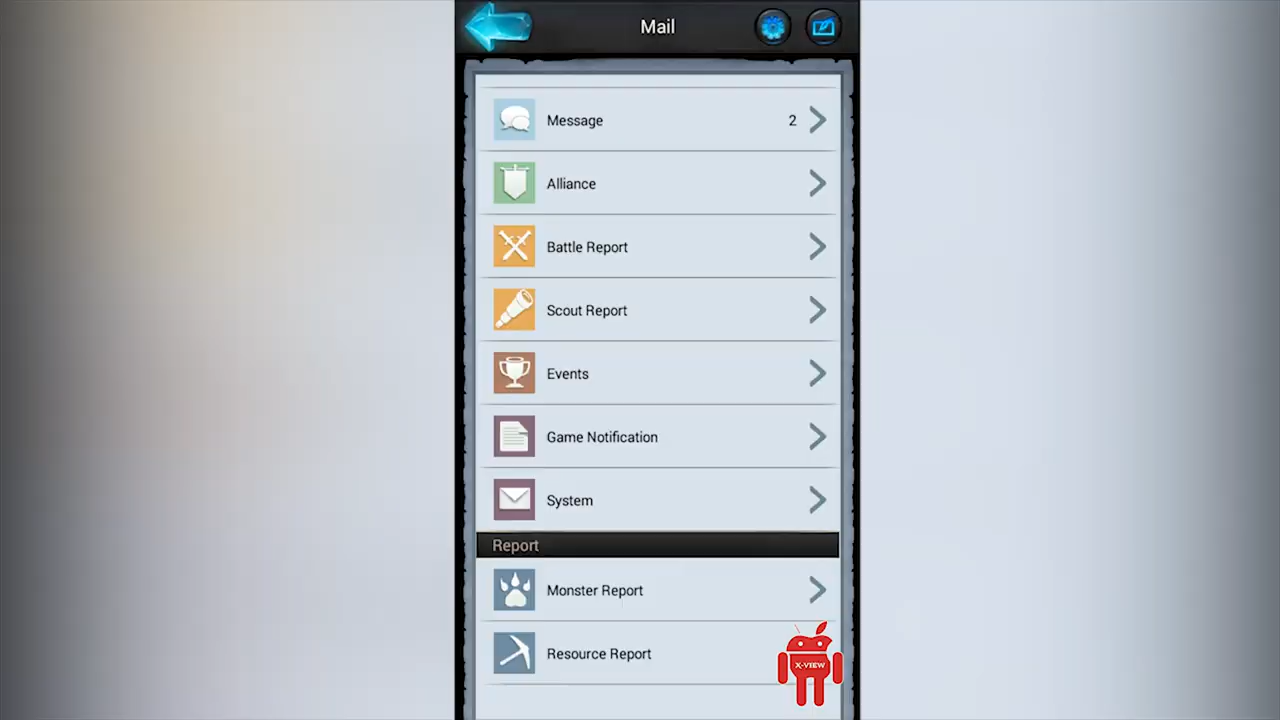 Mail
Message 2
Alliance
Battle Report
Scout Report
Events
Game Notification
System
Report
Monster Report
Resource Report
X-VIEW